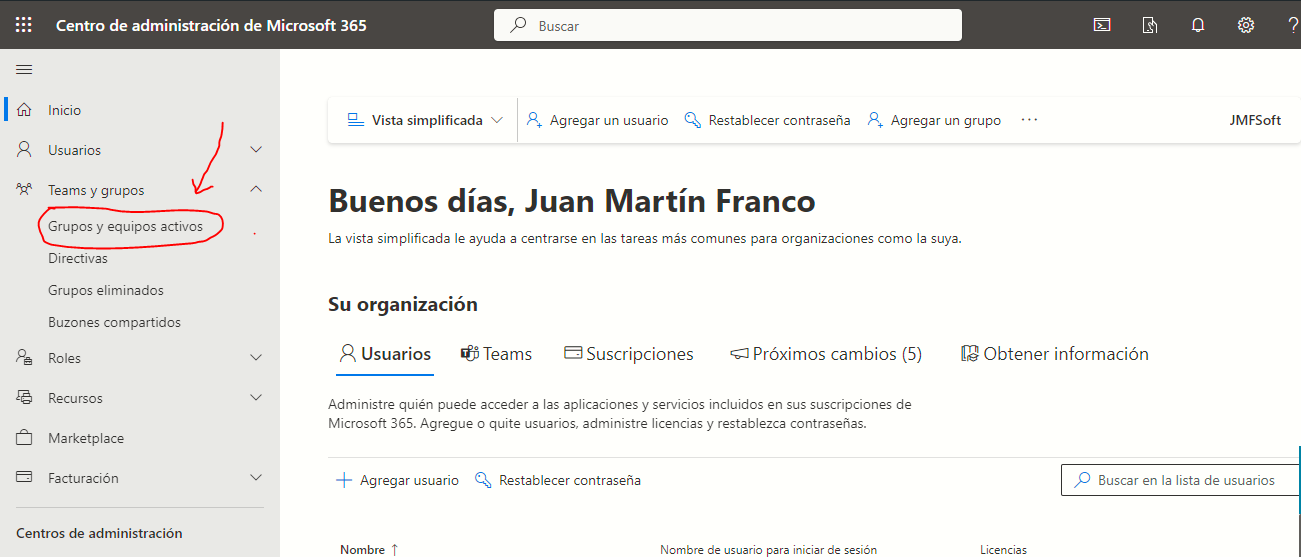 Centro de administración de Microsoft 365
Buscar
?
Inicio
Usuarios
Teams y grupos
Grupos y equipos activos
Directivas
Grupos eliminados
Buzones compartidos
Roles
Recursos
Marketplace
Facturación
Centros de administración
Vista simplificada
Agregar un usuario
Restablecer contraseña
Agregar un grupo
...
JMFSoft
Buenos días, Juan Martín Franco
La vista simplificada le ayuda a centrarse en las tareas más comunes para organizaciones como la suya.
Su organización
Usuarios
Teams
Suscripciones
Próximos cambios (5)
Obtener información
Administre quién puede acceder a las aplicaciones y servicios incluidos en sus suscripciones de
Microsoft 365. Agregue o quite usuarios, administre licencias y restablezca contraseñas.
Agregar usuario
Restablecer contraseña
Buscar en la lista de usuarios
Nombre ↑
Nombre de usuario para iniciar de sesión
Licencias